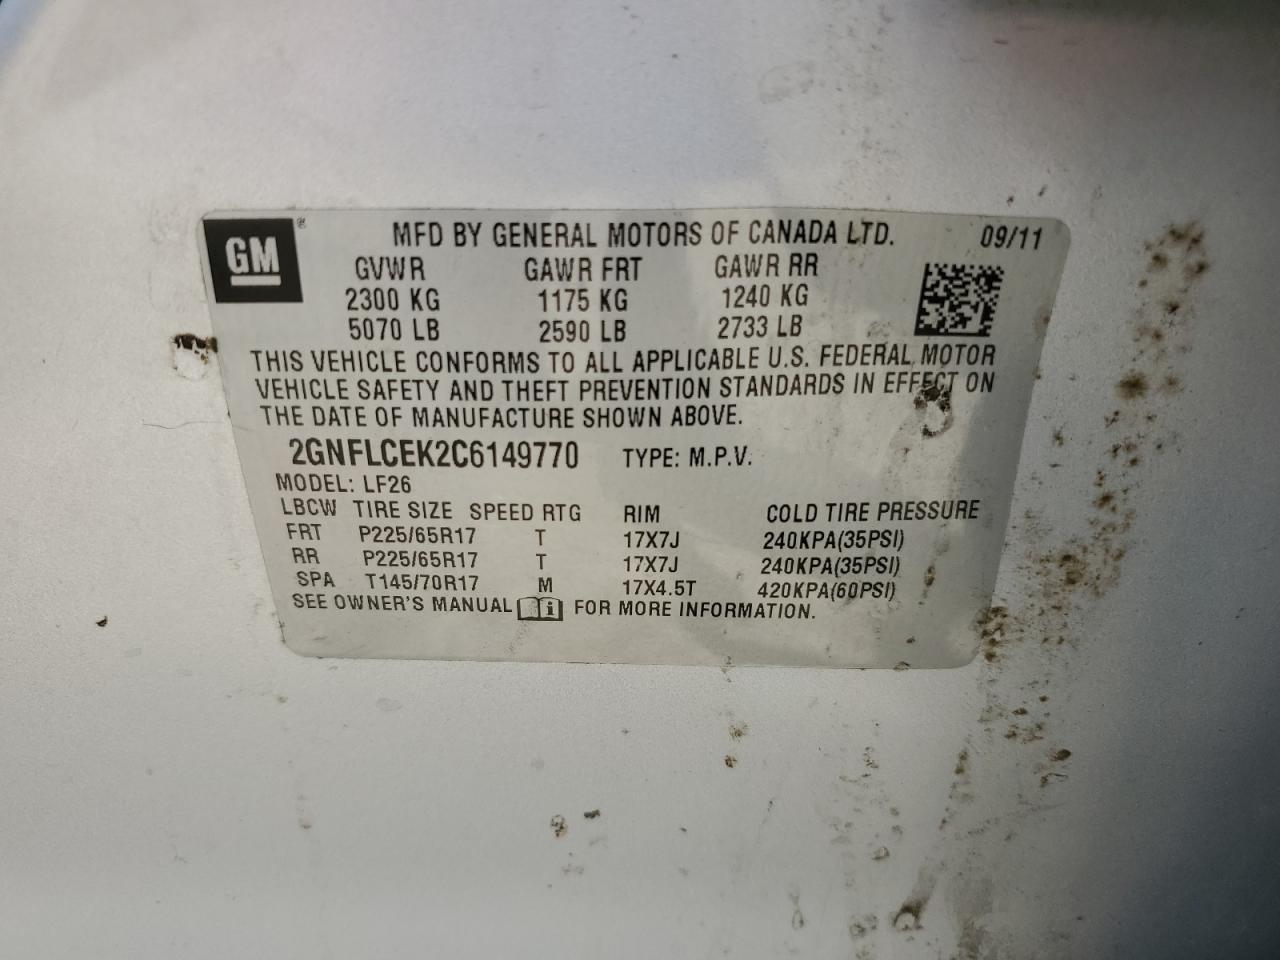 GM ® MFD BY GENERAL MOTORS OF CANADA LTD. 09/11
GVWR GAWR FRT GAWR RR
2300 KG 1175 KG 1240 KG
5070 LB 2590 LB 2733 LB
THIS VEHICLE CONFORMS TO ALL APPLICABLE U.S. FEDERAL MOTOR
VEHICLE SAFETY AND THEFT PREVENTION STANDARDS IN EFFECT ON
THE DATE OF MANUFACTURE SHOWN ABOVE.
2GNFLCEK2C6149770 TYPE: M.P.V.
MODEL: LF26
LBCW TIRE SIZE SPEED RTG RIM COLD TIRE PRESSURE
FRT P225/65R17 T 17X7J 240KPA(35PSI)
RR P225/65R17 T 17X7J 240KPA(35PSI)
SPA T145/70R17 M 17X4.5T 420KPA(60PSI)
SEE OWNER'S MANUAL i FOR MORE INFORMATION.